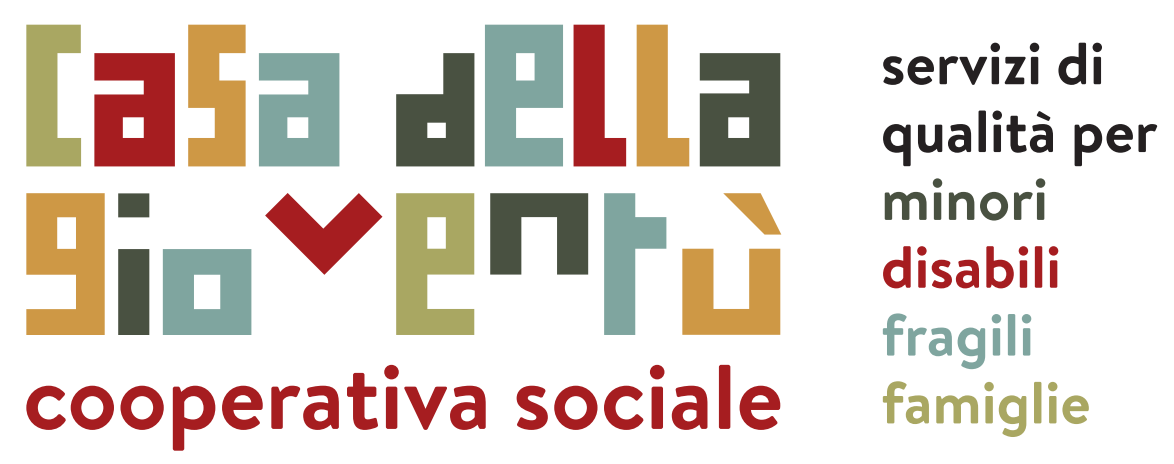 casa della
gioventù
cooperativa sociale
servizi di
qualità per
minori
disabili
fragili
famiglie